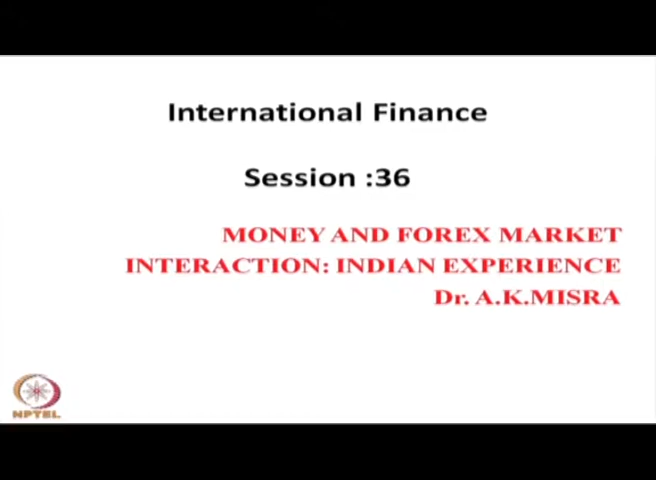 International Finance
Session :36
MONEY AND FOREX MARKET
INTERACTION: INDIAN EXPERIENCE
Dr. A.K.MISRA
NPTEL